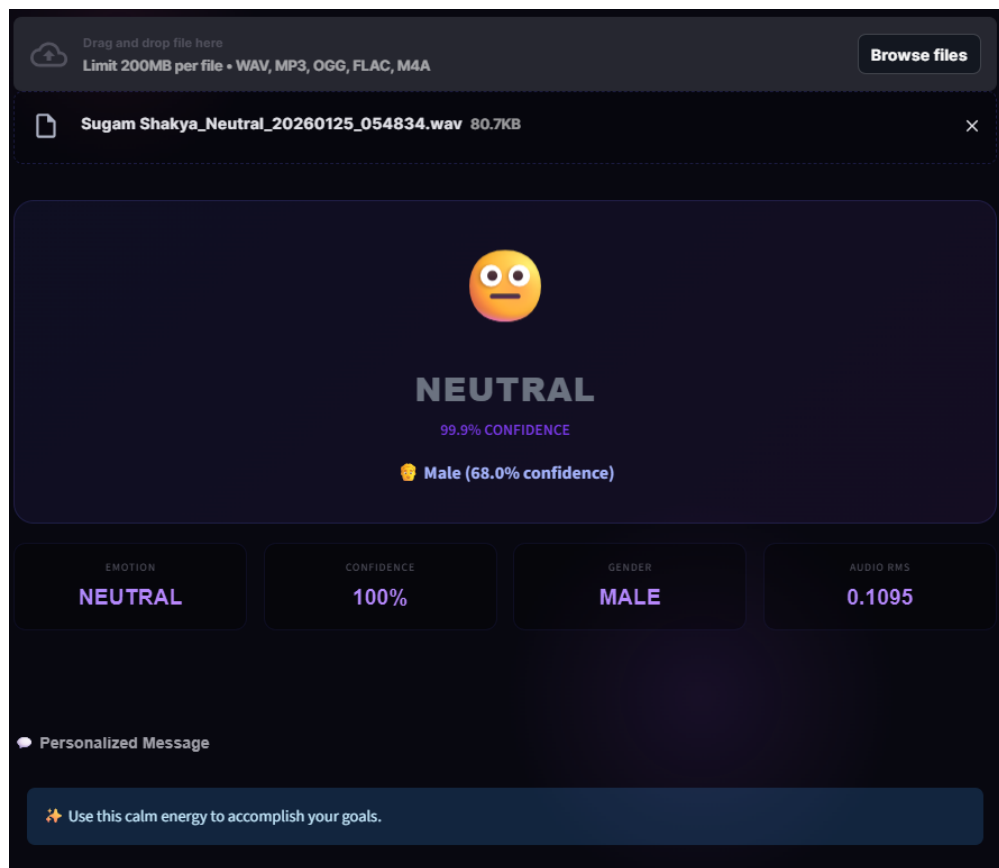 Drag and drop file here
Limit 200MB per file • WAV, MP3, OGG, FLAC, M4A
Browse files
Sugam Shakya_Neutral_20260125_054834.wav 80.7KB
NEUTRAL
99.9% CONFIDENCE
Male (68.0% confidence)
EMOTION
NEUTRAL
CONFIDENCE
100%
GENDER
MALE
AUDIO RMS
0.1095
Personalized Message
Use this calm energy to accomplish your goals.